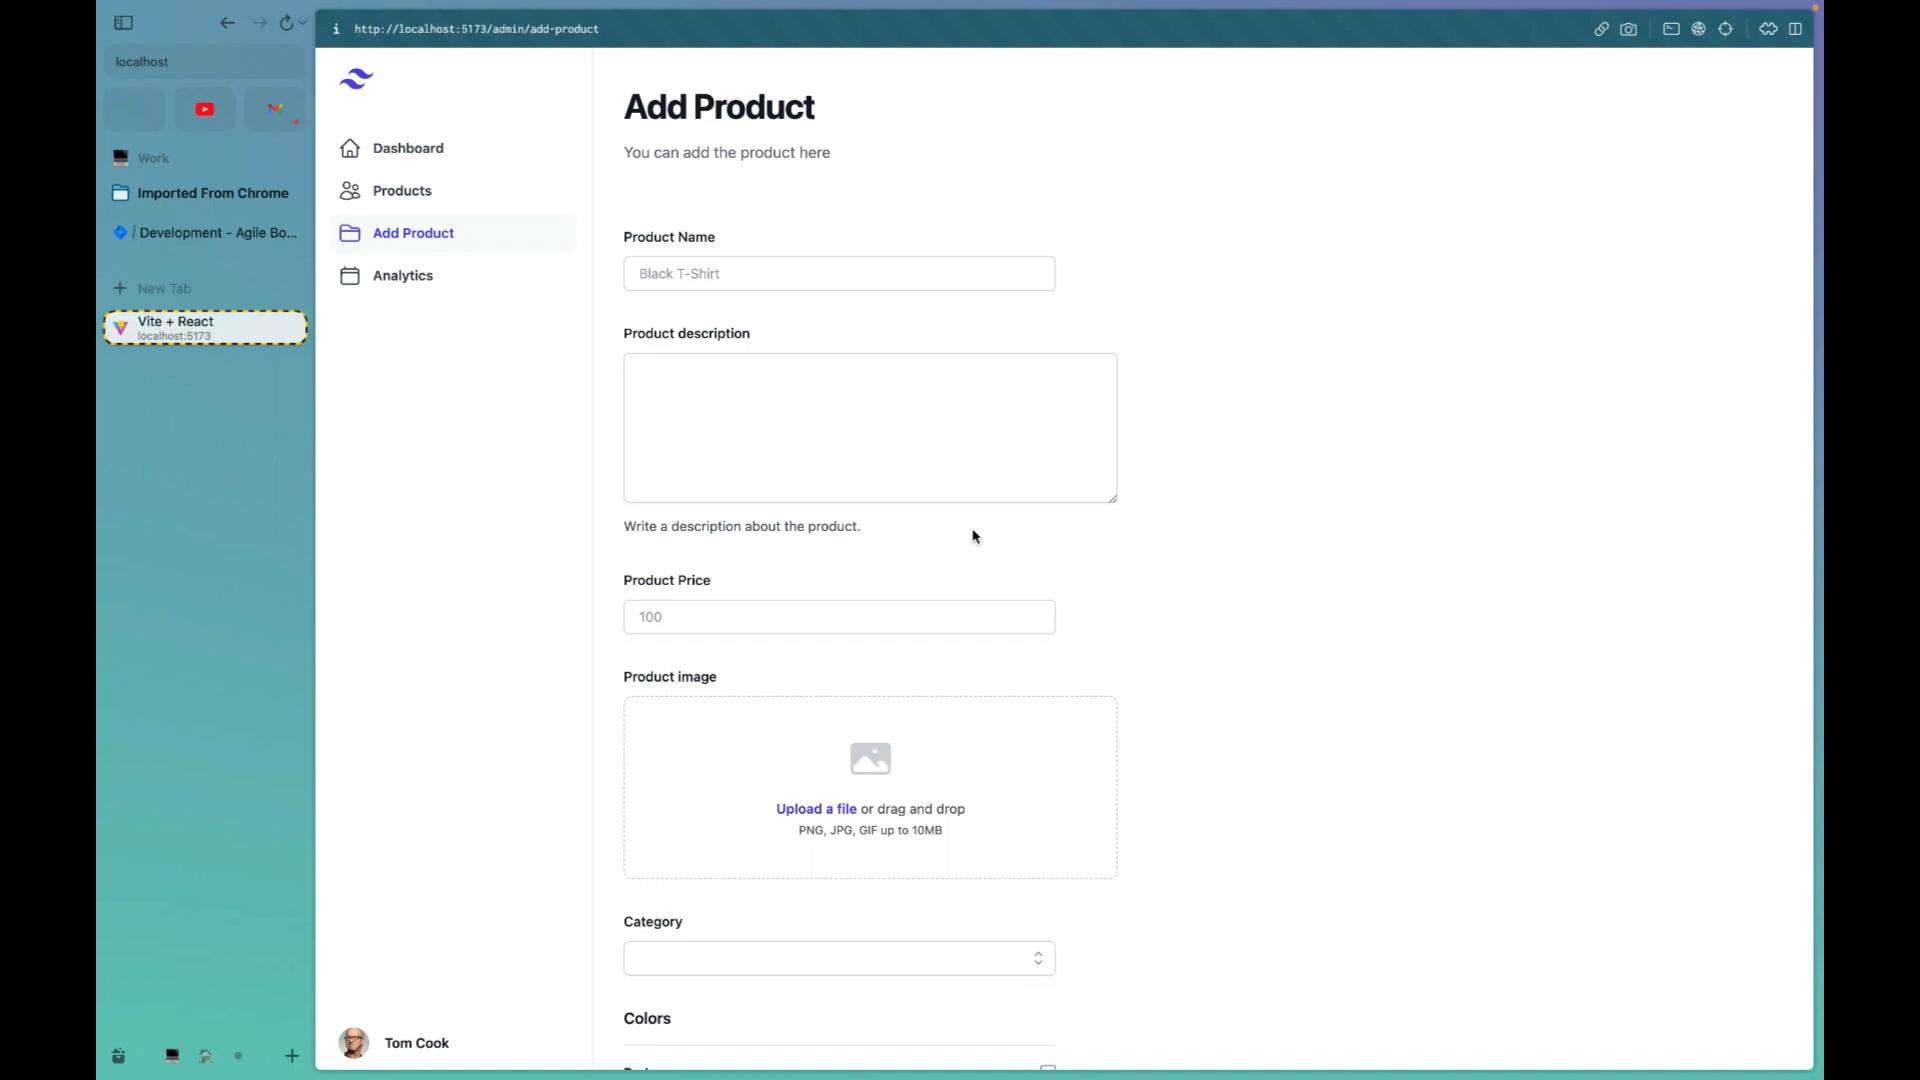 http://localhost:5173/admin/add-product
localhost
Work
Imported From Chrome
/ Development - Agile Bo...
New Tab
Vite + React
localhost:5173
Dashboard
Products
Add Product
Analytics
Tom Cook
Add Product
You can add the product here
Product Name
Black T-Shirt
Product description
Write a description about the product.
Product Price
100
Product image
Upload a file or drag and drop
PNG, JPG, GIF up to 10MB
Category
Colors